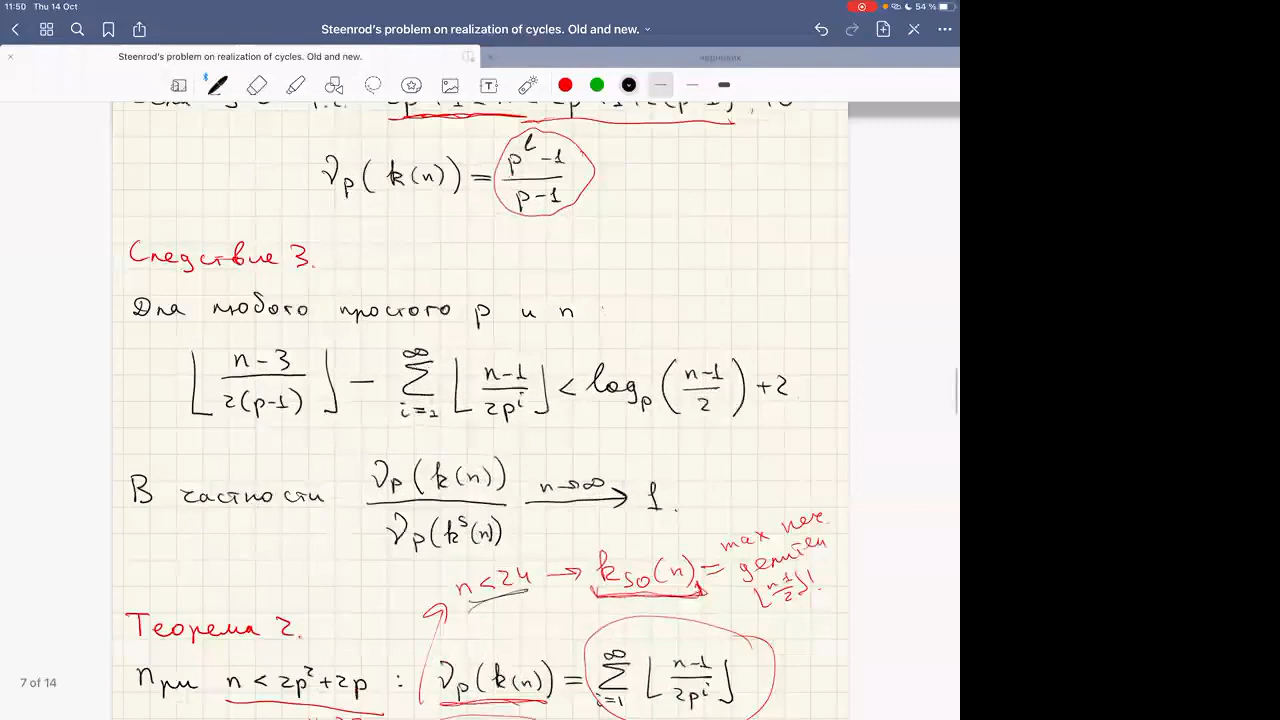 11:50 Thu 14 Oct
54 %
Steenrod's problem on realization of cycles. Old and new.
Steenrod's problem on realization of cycles. Old and new.
черновик
ν_p(k(n)) = (p^l - 1)/(p - 1)
Следствие 3.
Для любого простого p и n
⌊(n-3)/(2(p-1))⌋ - ∑_{i=1}^{∞} ⌊(n-1)/(2p^i)⌋ < log_p((n-1)/2) + 2
В частности ν_p(k(n))/ν_p(k^s(n)) n→∞ → 1.
n < 24 → k_SO(n) = max неч. делитель ⌊(n-1)/2⌋!
Теорема 2.
При n < 2p²+2p : ν_p(k(n)) = ∑_{i=1}^{∞} ⌊(n-1)/(2p^i)⌋
7 of 14